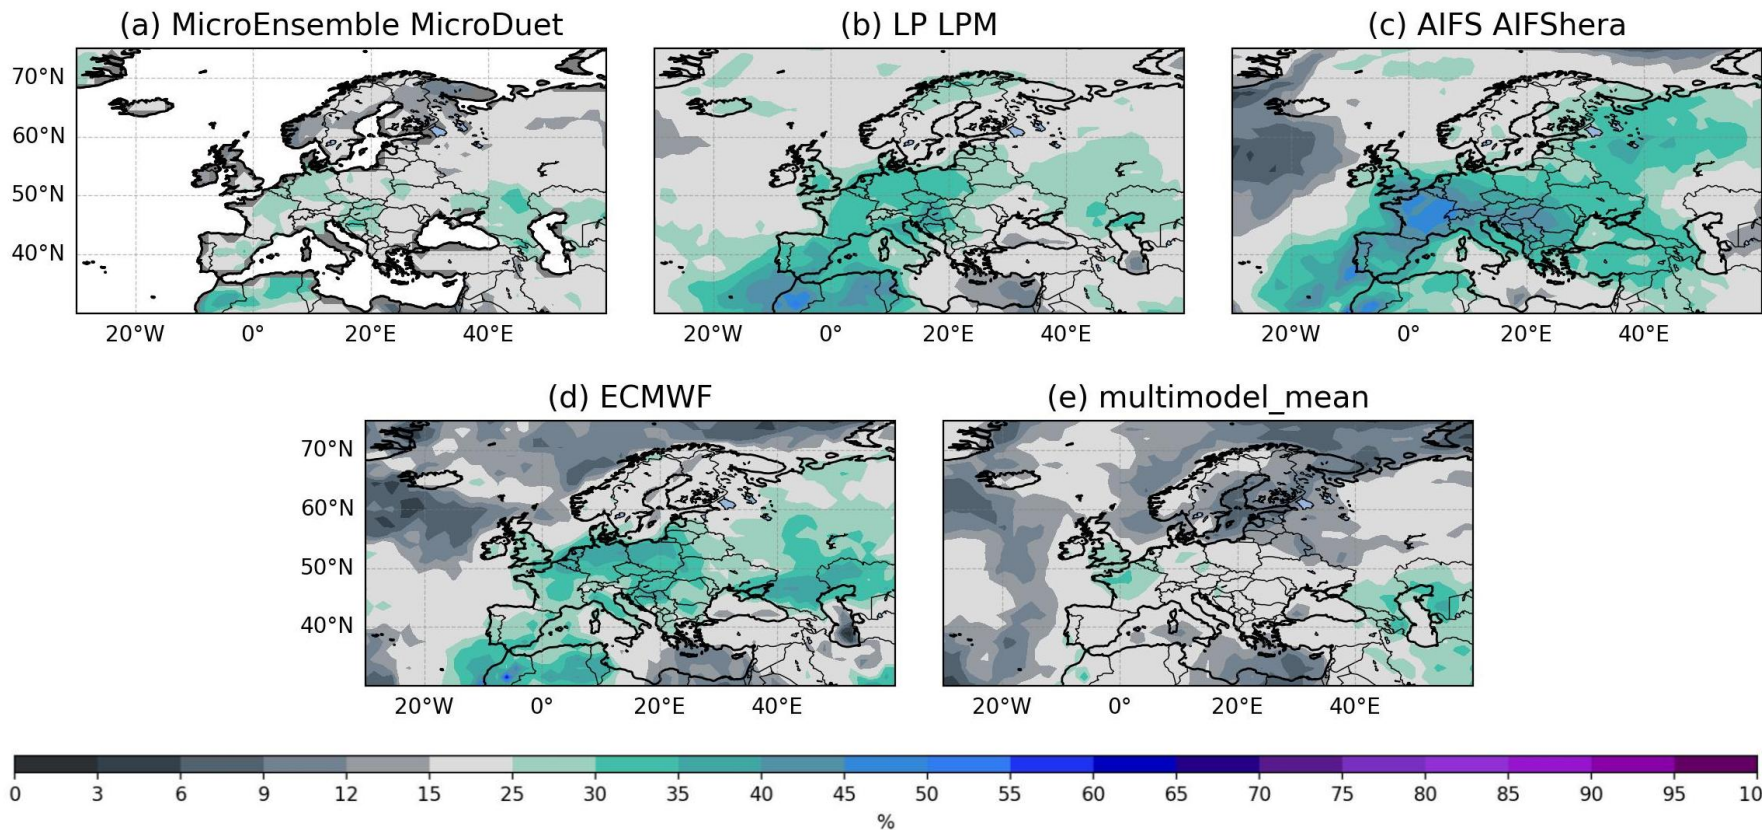 (a) MicroEnsemble MicroDuet
(b) LP LPM
(c) AIFS AIFShera
70°N
60°N
50°N
40°N
20°W 0° 20°E 40°E
20°W 0° 20°E 40°E
20°W 0° 20°E 40°E
(d) ECMWF
(e) multimodel_mean
70°N
60°N
50°N
40°N
20°W 0° 20°E 40°E
20°W 0° 20°E 40°E
0 3 6 9 12 15 25 30 35 40 45 50 55 60 65 70 75 80 85 90 95 10
%